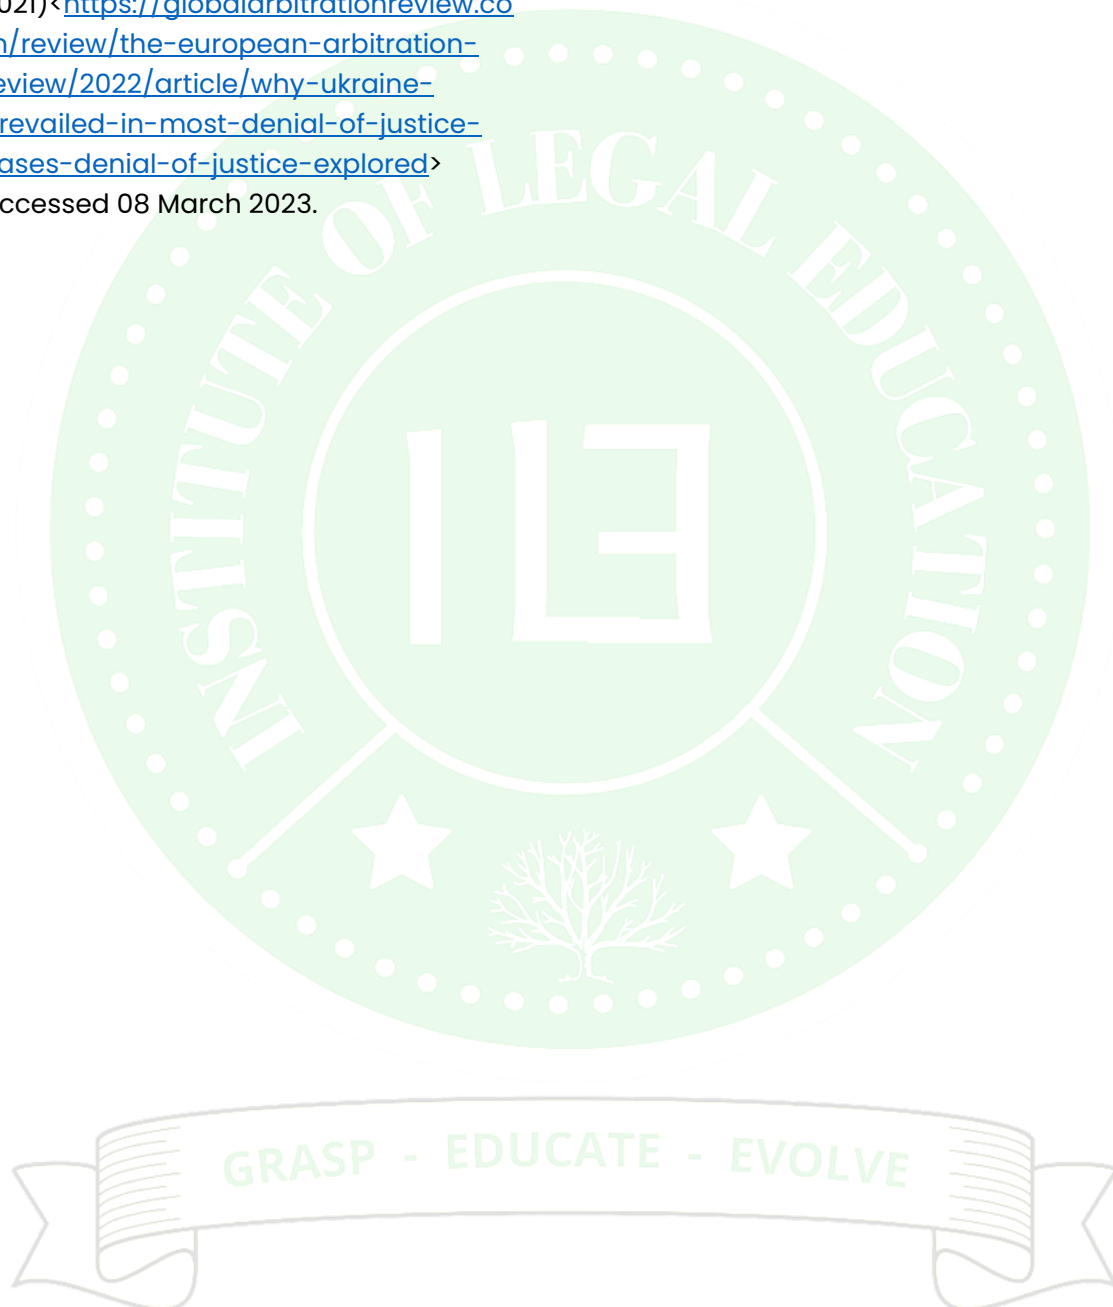 021)<https://globalarbitrationreview.co
/review/the-european-arbitration-
eview/2022/article/why-ukraine-
revailed-in-most-denial-of-justice-
ases-denial-of-justice-explored>
ccessed 08 March 2023.
INSTITUTE OF LEGAL EDUCATION
ILE
GRASP - EDUCATE - EVOLVE